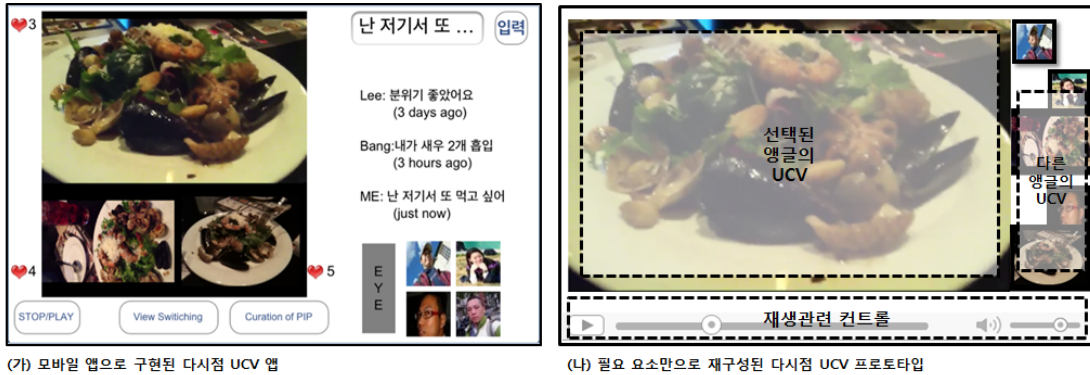 3
난 저기서 또 ...
입력
Lee: 분위기 좋았어요
(3 days ago)
Bang:내가 새우 2개 흡입
(3 hours ago)
ME: 난 저기서 또 먹고 싶어
(just now)
4
5
E
Y
E
STOP/PLAY
View Switiching
Curation of PIP
(가) 모바일 앱으로 구현된 다시점 UCV 앱
선택된
앵글의
UCV
다른
앵글의
UCV
재생관련 컨트롤
(나) 필요 요소만으로 재구성된 다시점 UCV 프로토타입